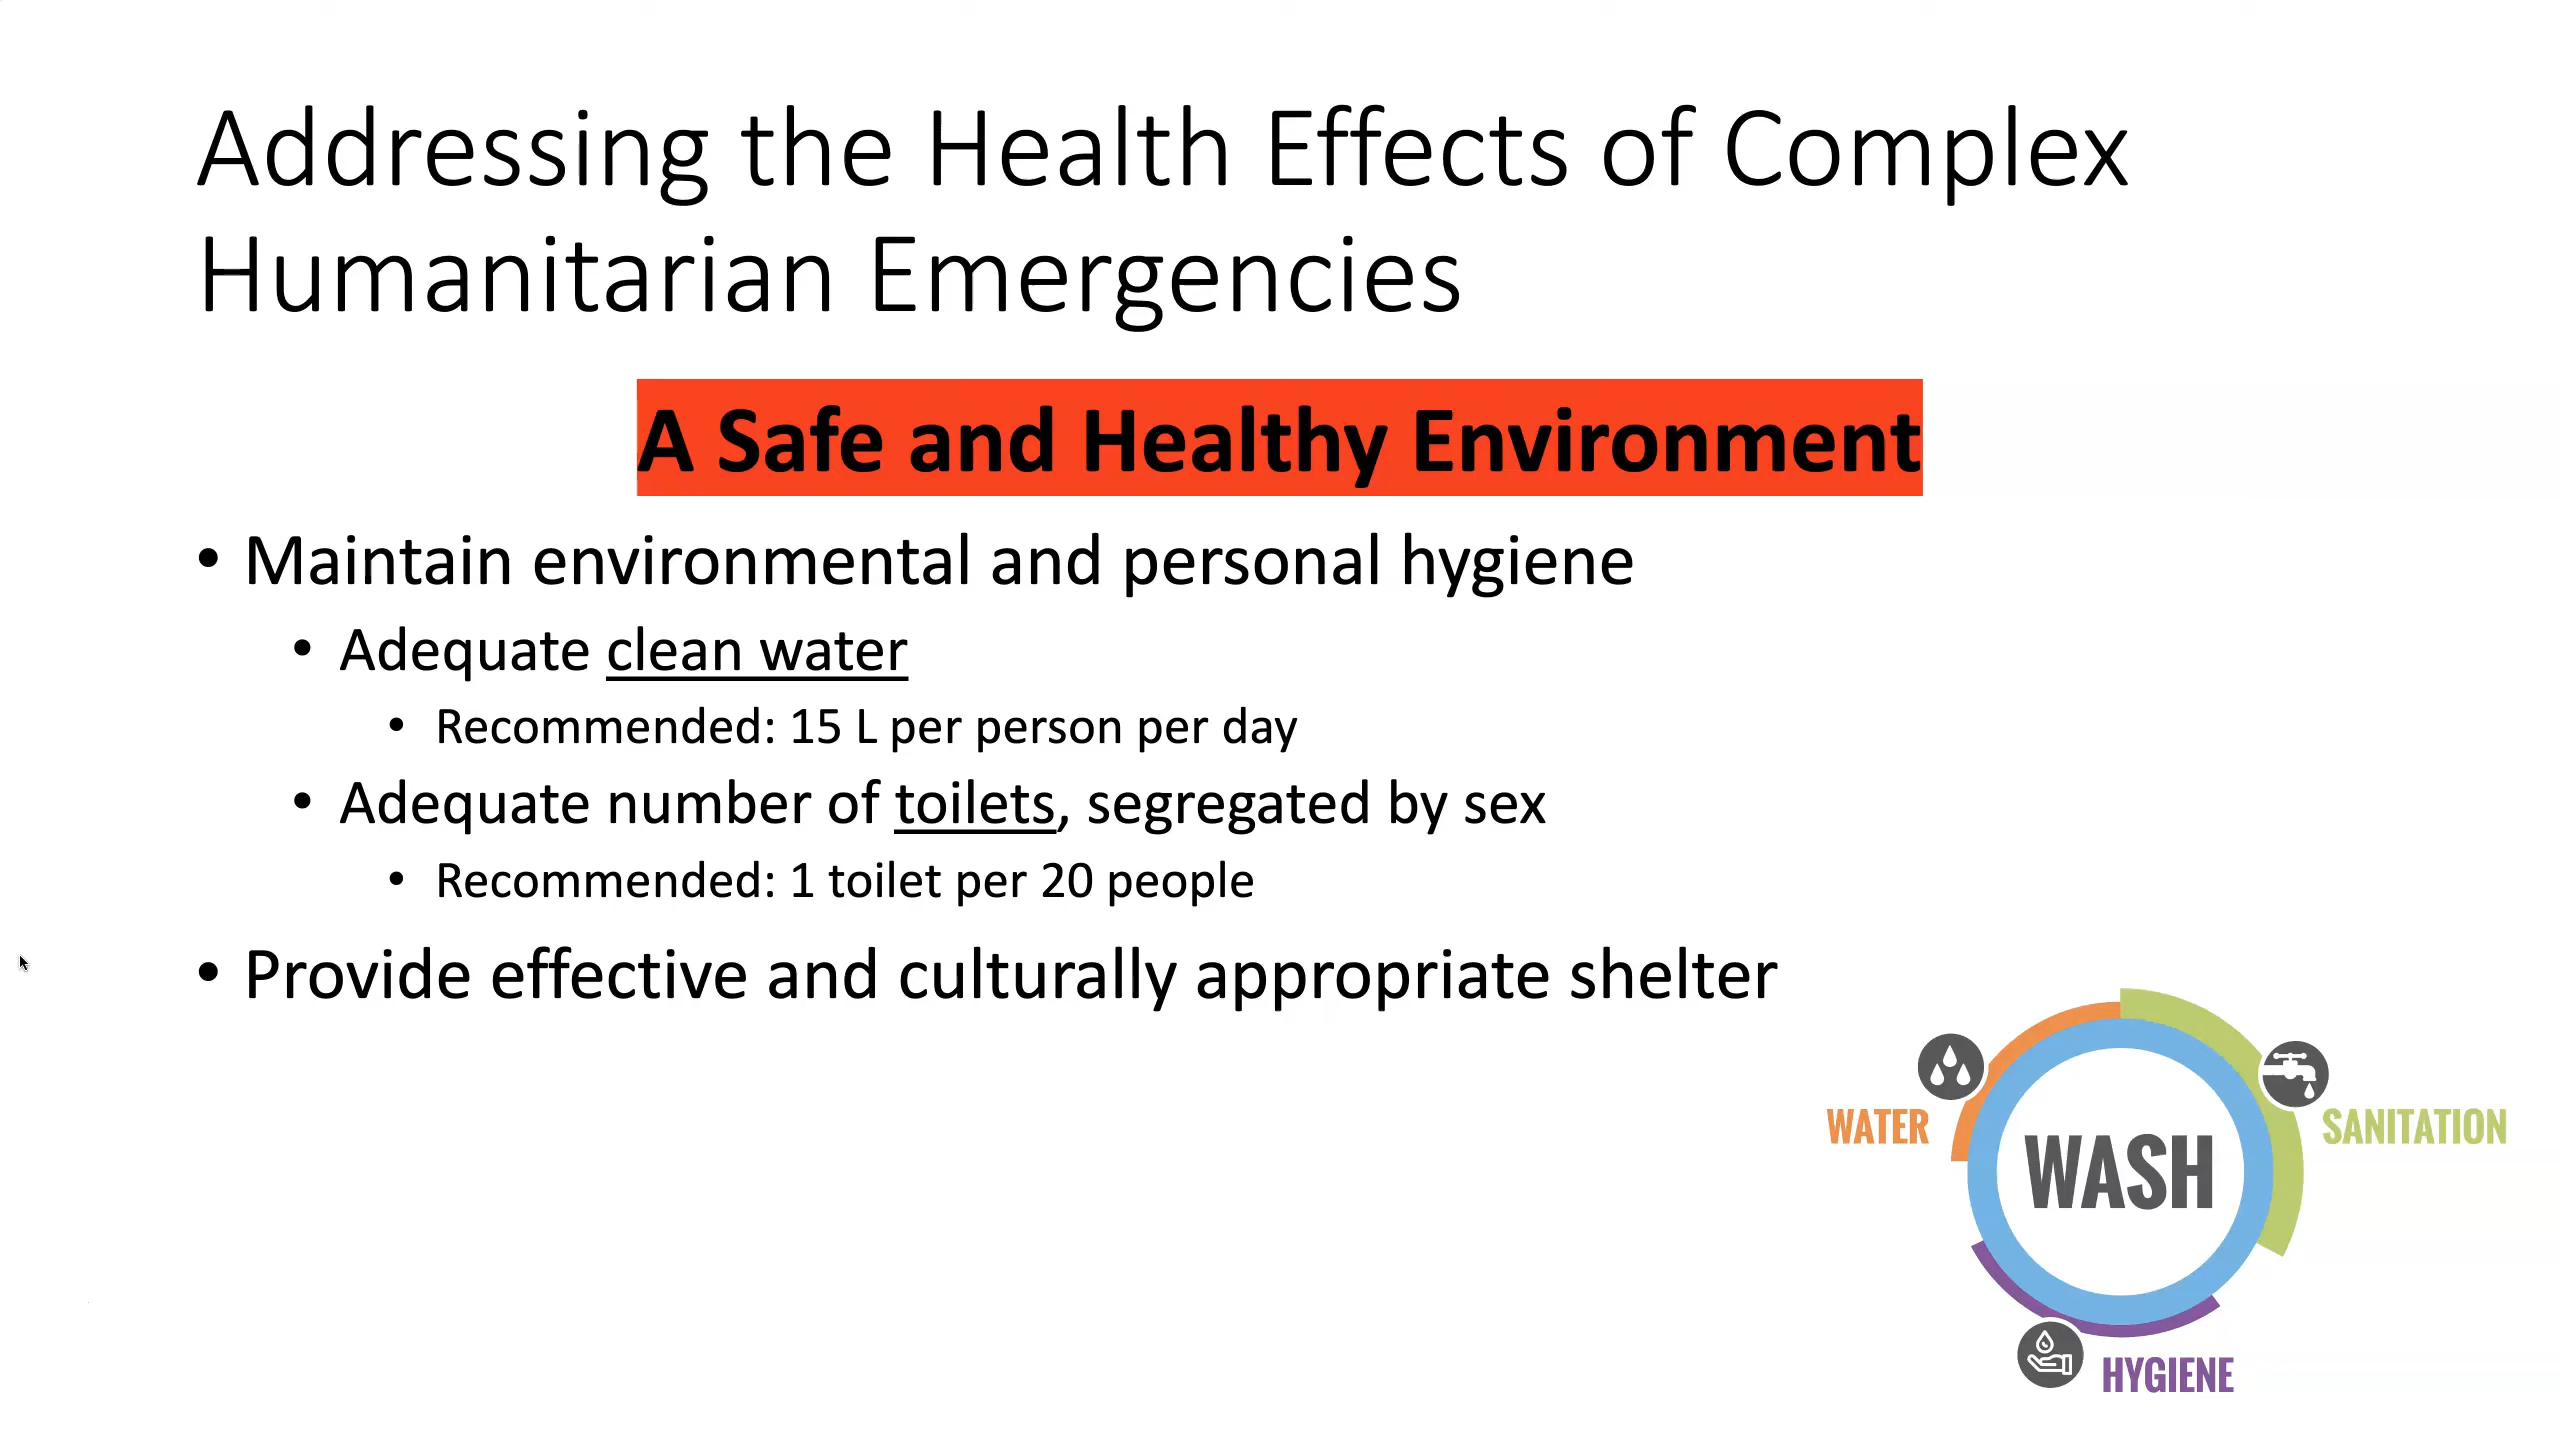 Addressing the Health Effects of Complex
Humanitarian Emergencies
A Safe and Healthy Environment
• Maintain environmental and personal hygiene
• Adequate clean water
• Recommended: 15 L per person per day
• Adequate number of toilets, segregated by sex
• Recommended: 1 toilet per 20 people
• Provide effective and culturally appropriate shelter
WATER
SANITATION
WASH
HYGIENE